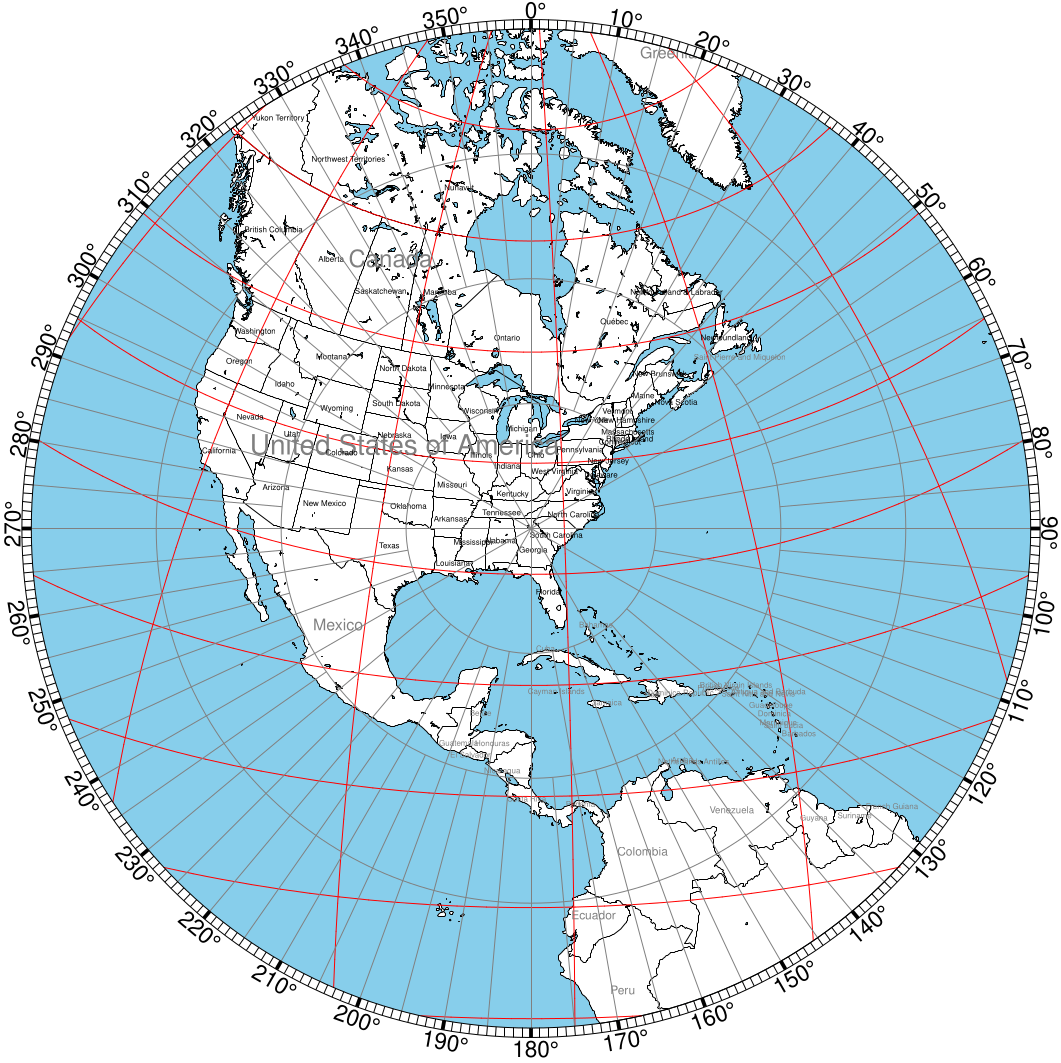 0°
350°
10°
340°
20°
Greenla
330°
30°
Yukon Territory
320°
40°
Northwest Territories
Nunavut
310°
50°
British Columbia
Alberta
Canada
300°
60°
Saskatchewan
Manitoba
Newfoundland & Labrador
Québec
Washington
Ontario
Newfoundland
290°
70°
Oregon
Montana
Saint Pierre and Miquelon
North Dakota
New Brunswick
Idaho
Minnesota
Maine
Nova Scotia
Wyoming
South Dakota
Wisconsin
Vermont
New Hampshire
280°
Nevada
Michigan
Massachusetts
80°
Utah
Nebraska
Iowa
Rhode Island
United States of America
California
Colorado
Illinois
Ohio
Pennsylvania
Kansas
Indiana
West Virginia
New Jersey
Arizona
Missouri
Kentucky
Virginia
New Mexico
Oklahoma
Arkansas
Tennessee
North Carolina
270°
90°
Texas
Mississippi
Alabama
South Carolina
Georgia
Louisiana
Florida
260°
100°
Mexico
Bahamas
250°
110°
Cayman Islands
Jamaica
British Virgin Islands
Guadeloupe
Dominica
Barbados
Belize
Guatemala
Honduras
El Salvador
Nicaragua
240°
120°
Venezuela
Guyana
Suriname
French Guiana
230°
Colombia
130°
220°
Ecuador
140°
210°
Peru
150°
200°
160°
190°
180°
170°